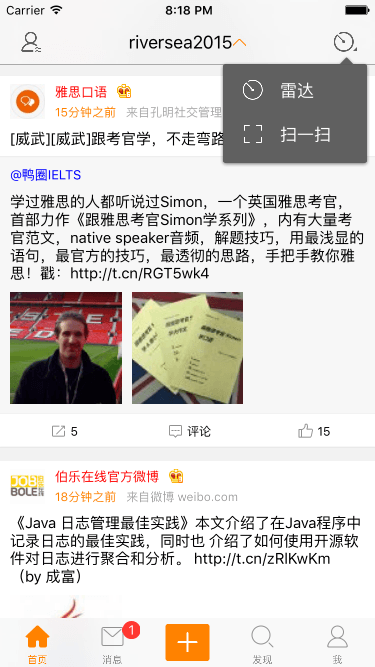 Carrier
8:18 PM
riversea2015
雷达
扫一扫
雅思口语
15分钟之前 来自孔明社交管理
[威武][威武]跟考官学，不走弯路
@鸭圈IELTS
学过雅思的人都听说过Simon，一个英国雅思考官，
首部力作《跟雅思考官Simon学系列》，内有大量考
官范文，native speaker音频，解题技巧，用最浅显的
语句，最官方的技巧，最透彻的思路，手把手教你雅
思！戳：http://t.cn/RGT5wk4
5
评论
15
JOB
BOLE
伯乐在线官方微博
18分钟之前 来自微博 weibo.com
《Java 日志管理最佳实践》本文介绍了在Java程序中
记录日志的最佳实践，同时也 介绍了如何使用开源软
件对日志进行聚合和分析。 http://t.cn/zRlKwKm
（by 成富）
首页
消息
1
发现
我